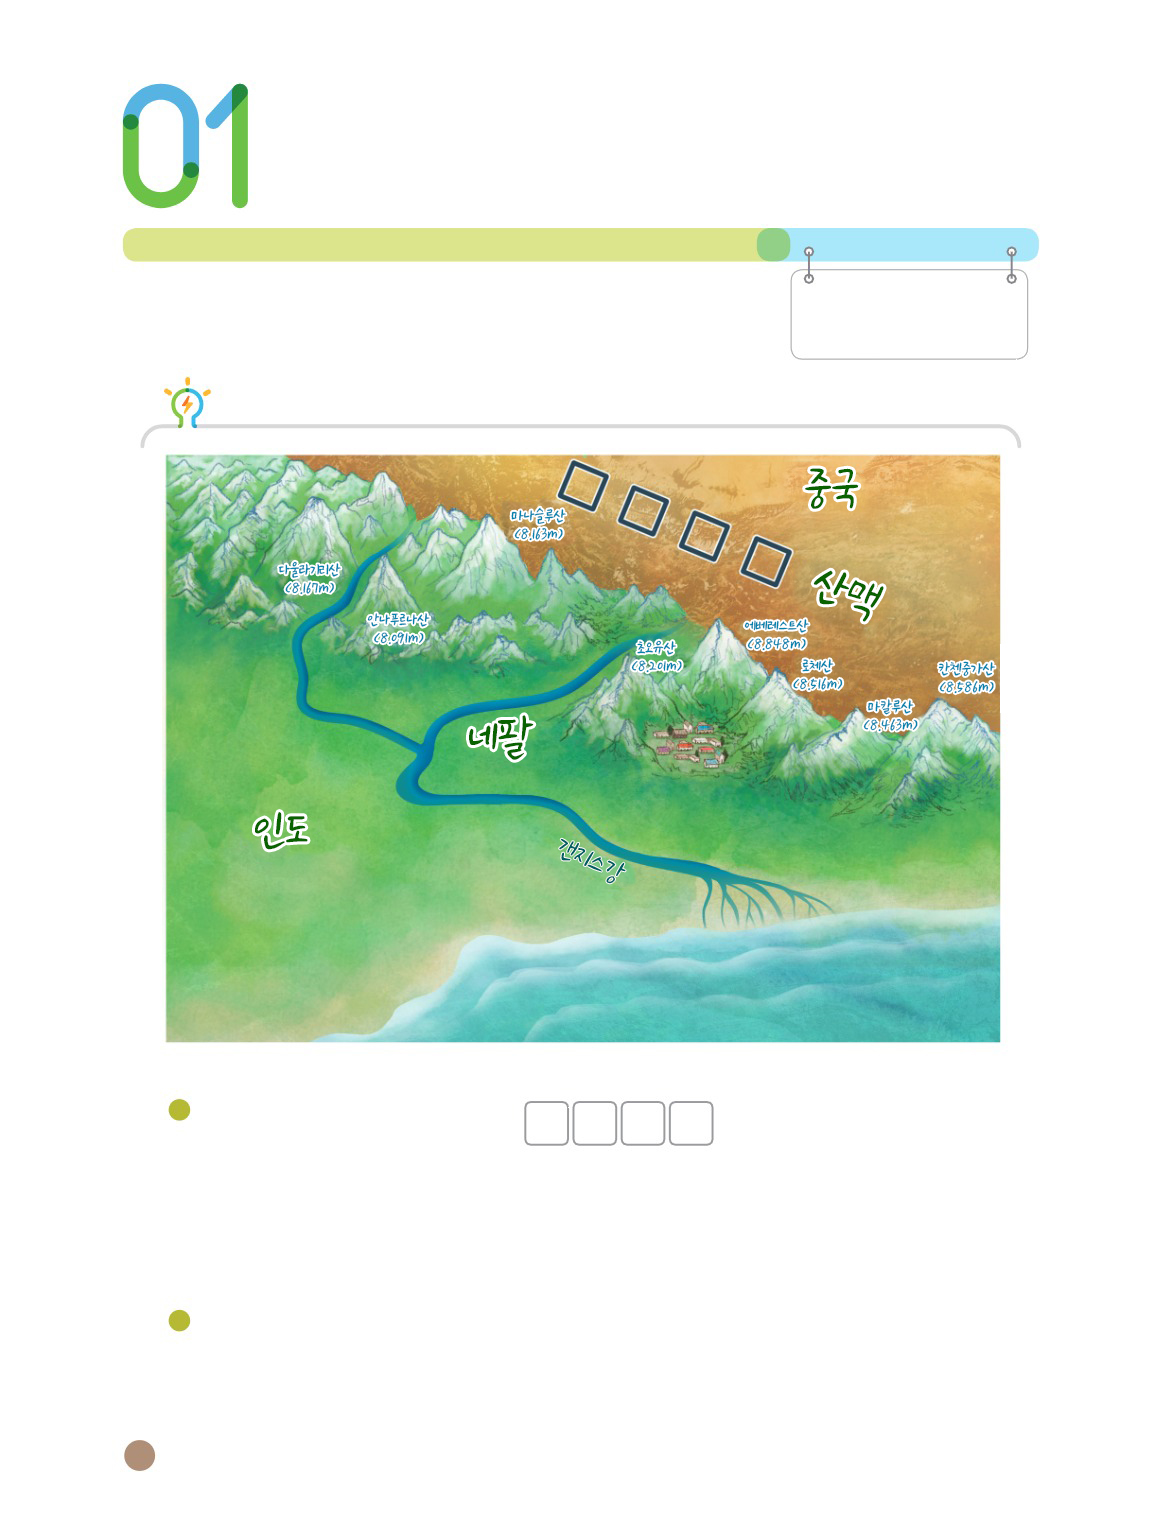 01
중국
마나슬루산
(8,163m)
다울라기리산
(8,167m)
산맥
안나푸르나산
(8,091m)
에베레스트산
(8,848m)
초오유산
(8,201m)
로체산
(8,516m)
칸첸중가산
(8,586m)
마칼루산
(8,463m)
네팔
인도
갠지스강